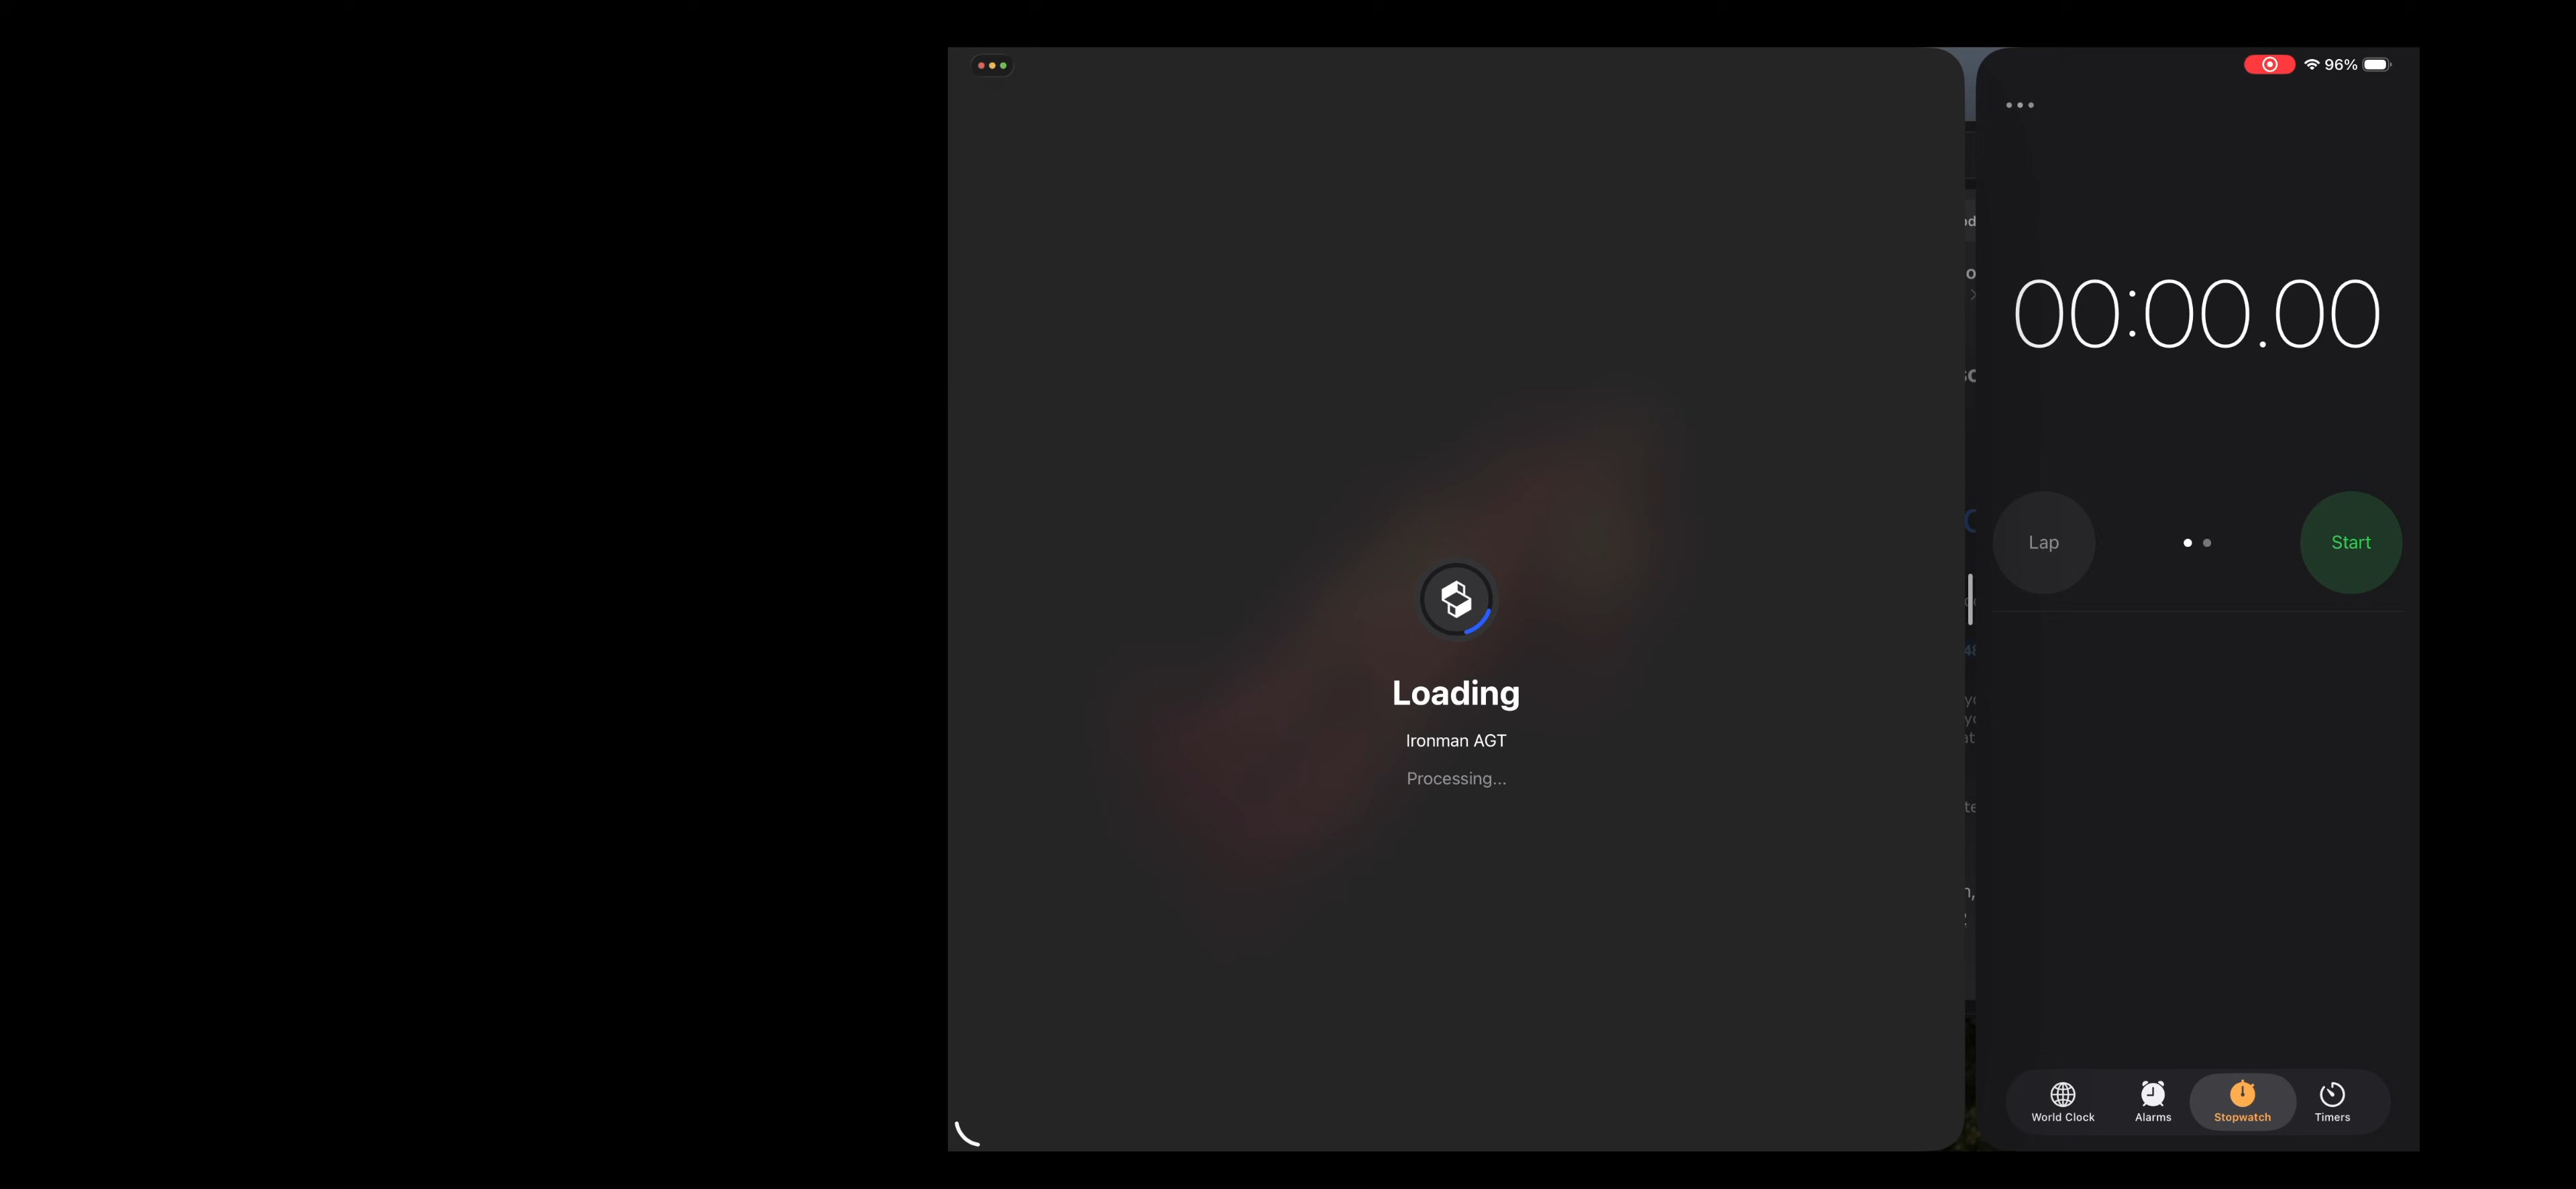 96%
00:00.00
Lap
Start
Loading
Ironman AGT
Processing...
World Clock
Alarms
Stopwatch
Timers